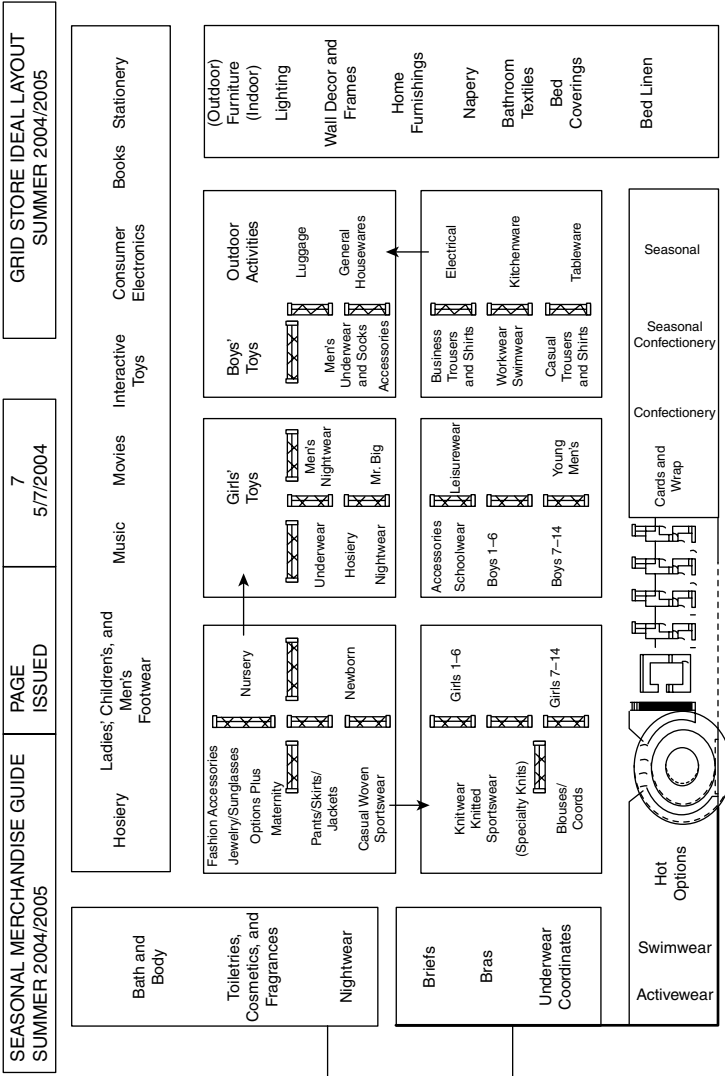 SEASONAL MERCHANDISE GUIDE
SUMMER 2004/2005
PAGE
ISSUED
7
5/7/2004
GRID STORE IDEAL LAYOUT
SUMMER 2004/2005
Hosiery
Ladies', Children's, and
Men's
Footwear
Music
Movies
Interactive
Toys
Consumer
Electronics
Books
Stationery
Bath and
Body
Toiletries,
Cosmetics, and
Fragrances
Nightwear
Fashion Accessories
Jewelry/Sunglasses
Options Plus
Maternity
Pants/Skirts/
Jackets
Casual Woven
Sportswear
Nursery
Newborn
Girls'
Toys
Underwear
Hosiery
Nightwear
Men's
Nightwear
Mr. Big
Boys'
Toys
Men's
Underwear
and Socks
Accessories
Outdoor
Activities
Luggage
General
Housewares
(Outdoor)
Furniture
(Indoor)
Lighting
Wall Decor and
Frames
Home
Furnishings
Napery
Bathroom
Textiles
Bed
Coverings
Bed Linen
Briefs
Bras
Underwear
Coordinates
Knitwear
Knitted
Sportswear
(Specialty Knits)
Blouses/
Coords
Girls 1–6
Girls 7–14
Accessories
Schoolwear
Boys 1–6
Boys 7–14
Leisurewear
Young
Men's
Business
Trousers
and Shirts
Workwear
Swimwear
Casual
Trousers
and Shirts
Electrical
Kitchenware
Tableware
Activewear
Swimwear
Hot
Options
Cards and
Wrap
Confectionery
Seasonal
Confectionery
Seasonal